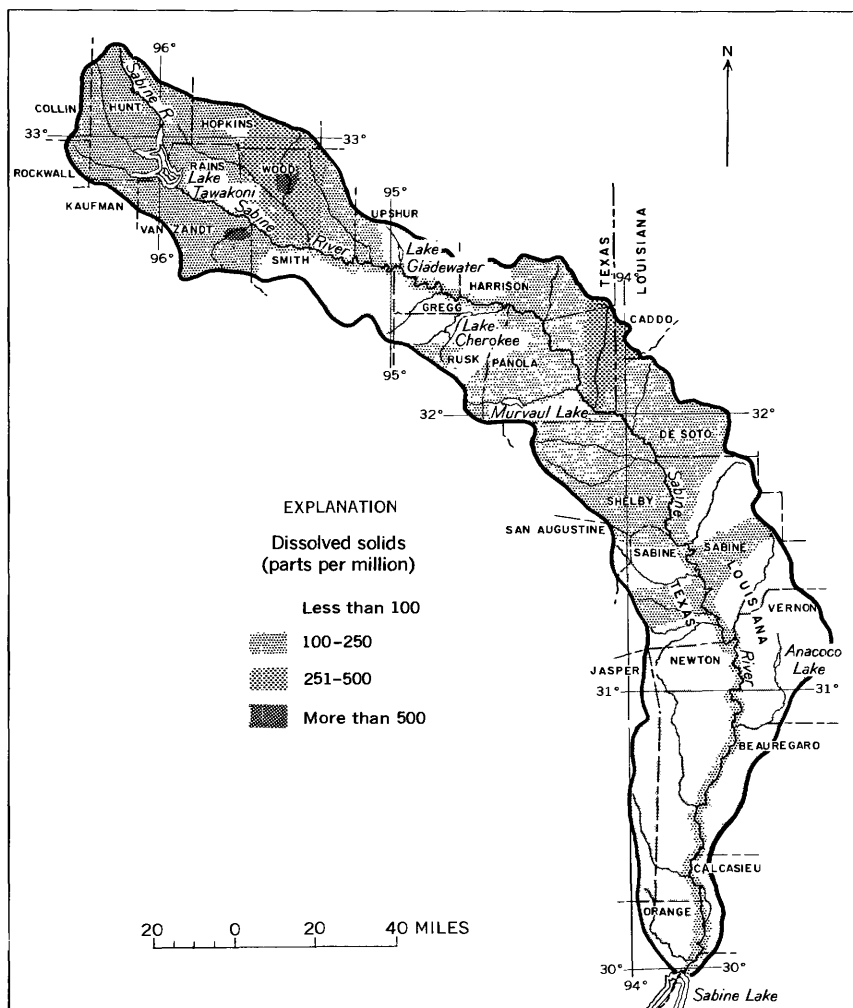 N
96°
COLLIN
HUNT
Sabine R
HOPKINS
33°
33°
ROCKWALL
RAINS
WOOD
Lake
Tawakoni
95°
KAUFMAN
UPSHUR
VAN ZANDT
Sabine
River
96°
SMITH
Lake
Gladewater
TEXAS
LOUISIANA
94°
HARRISON
GREGG
CADDO
Lake
Cherokee
RUSK
PANOLA
95°
32°
Murvaul Lake
32°
DE SOTO
Sabine
SHELBY
EXPLANATION
Dissolved solids
(parts per million)
Less than 100
100–250
251–500
More than 500
SAN AUGUSTINE
SABINE
SABINE
TEXAS
LOUISIANA
VERNON
Anacoco
Lake
River
JASPER
NEWTON
31°
31°
BEAUREGARO
CALCASIEU
ORANGE
20 0 20 40 MILES
30°
30°
94°
Sabine Lake